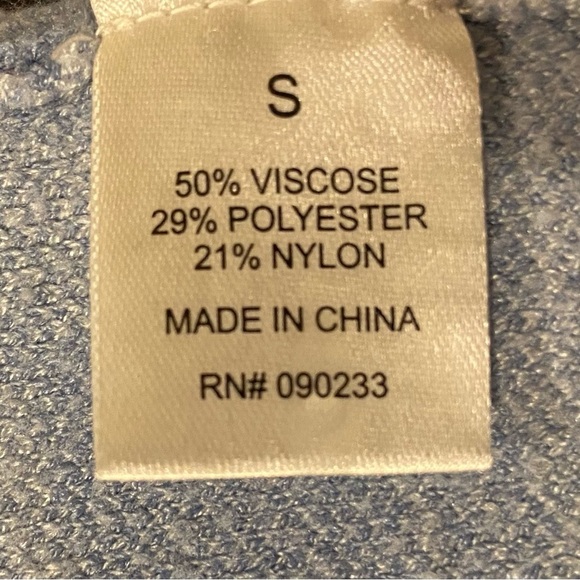 S
50% VISCOSE
29% POLYESTER
21% NYLON
MADE IN CHINA
RN# 090233